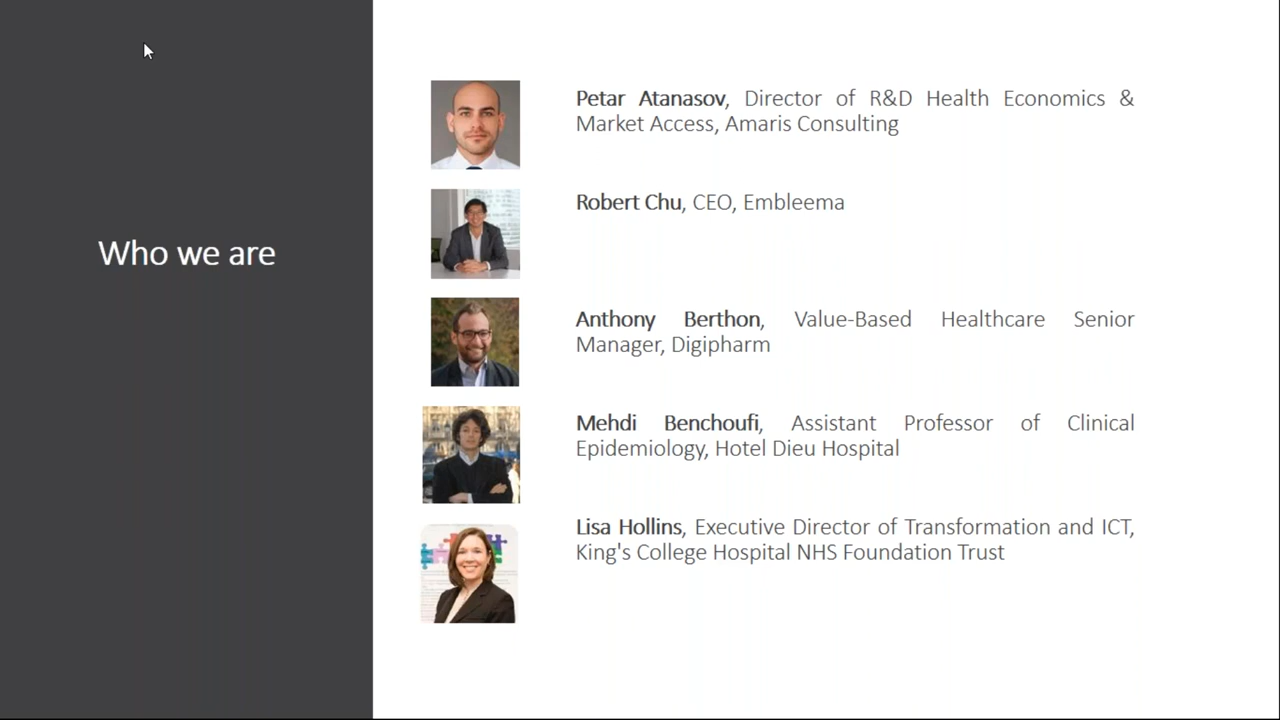 Who we are
Petar Atanasov, Director of R&D Health Economics &
Market Access, Amaris Consulting
Robert Chu, CEO, Embleema
Anthony Berthon, Value-Based Healthcare Senior
Manager, Digipharm
Mehdi Benchoufi, Assistant Professor of Clinical
Epidemiology, Hotel Dieu Hospital
Lisa Hollins, Executive Director of Transformation and ICT,
King's College Hospital NHS Foundation Trust